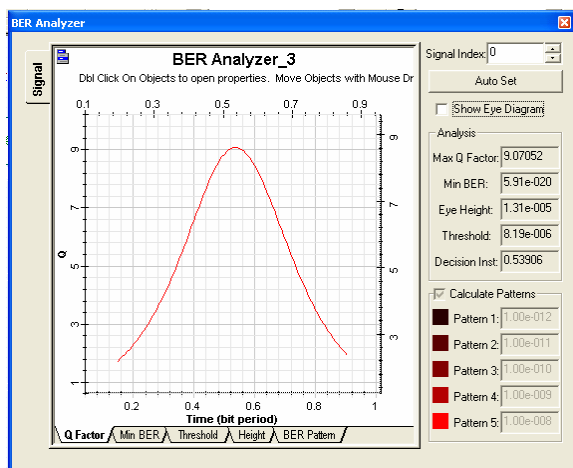 BER Analyzer
Signal
BER Analyzer_3
Dbl Click On Objects to open properties. Move Objects with Mouse Dr
0.1 0.3 0.5 0.7 0.9
9
7
5
3
1
Q
9
7
5
3
0.2 0.4 0.6 0.8 1
Time (bit period)
Q Factor Min BER Threshold Height BER Pattern
Signal Index: 0
Auto Set
Show Eye Diagram
Analysis
Max Q Factor: 9.07052
Min BER: 5.91e-020
Eye Height: 1.31e-005
Threshold: 8.19e-006
Decision Inst: 0.53906
Calculate Patterns
Pattern 1: 1.00e-012
Pattern 2: 1.00e-011
Pattern 3: 1.00e-010
Pattern 4: 1.00e-009
Pattern 5: 1.00e-008